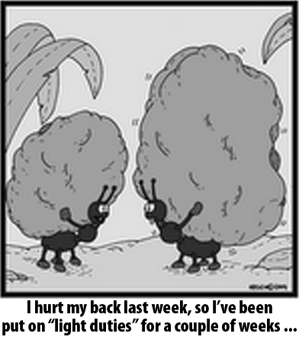 I hurt my back last week, so I've been
put on "light duties" for a couple of weeks ...